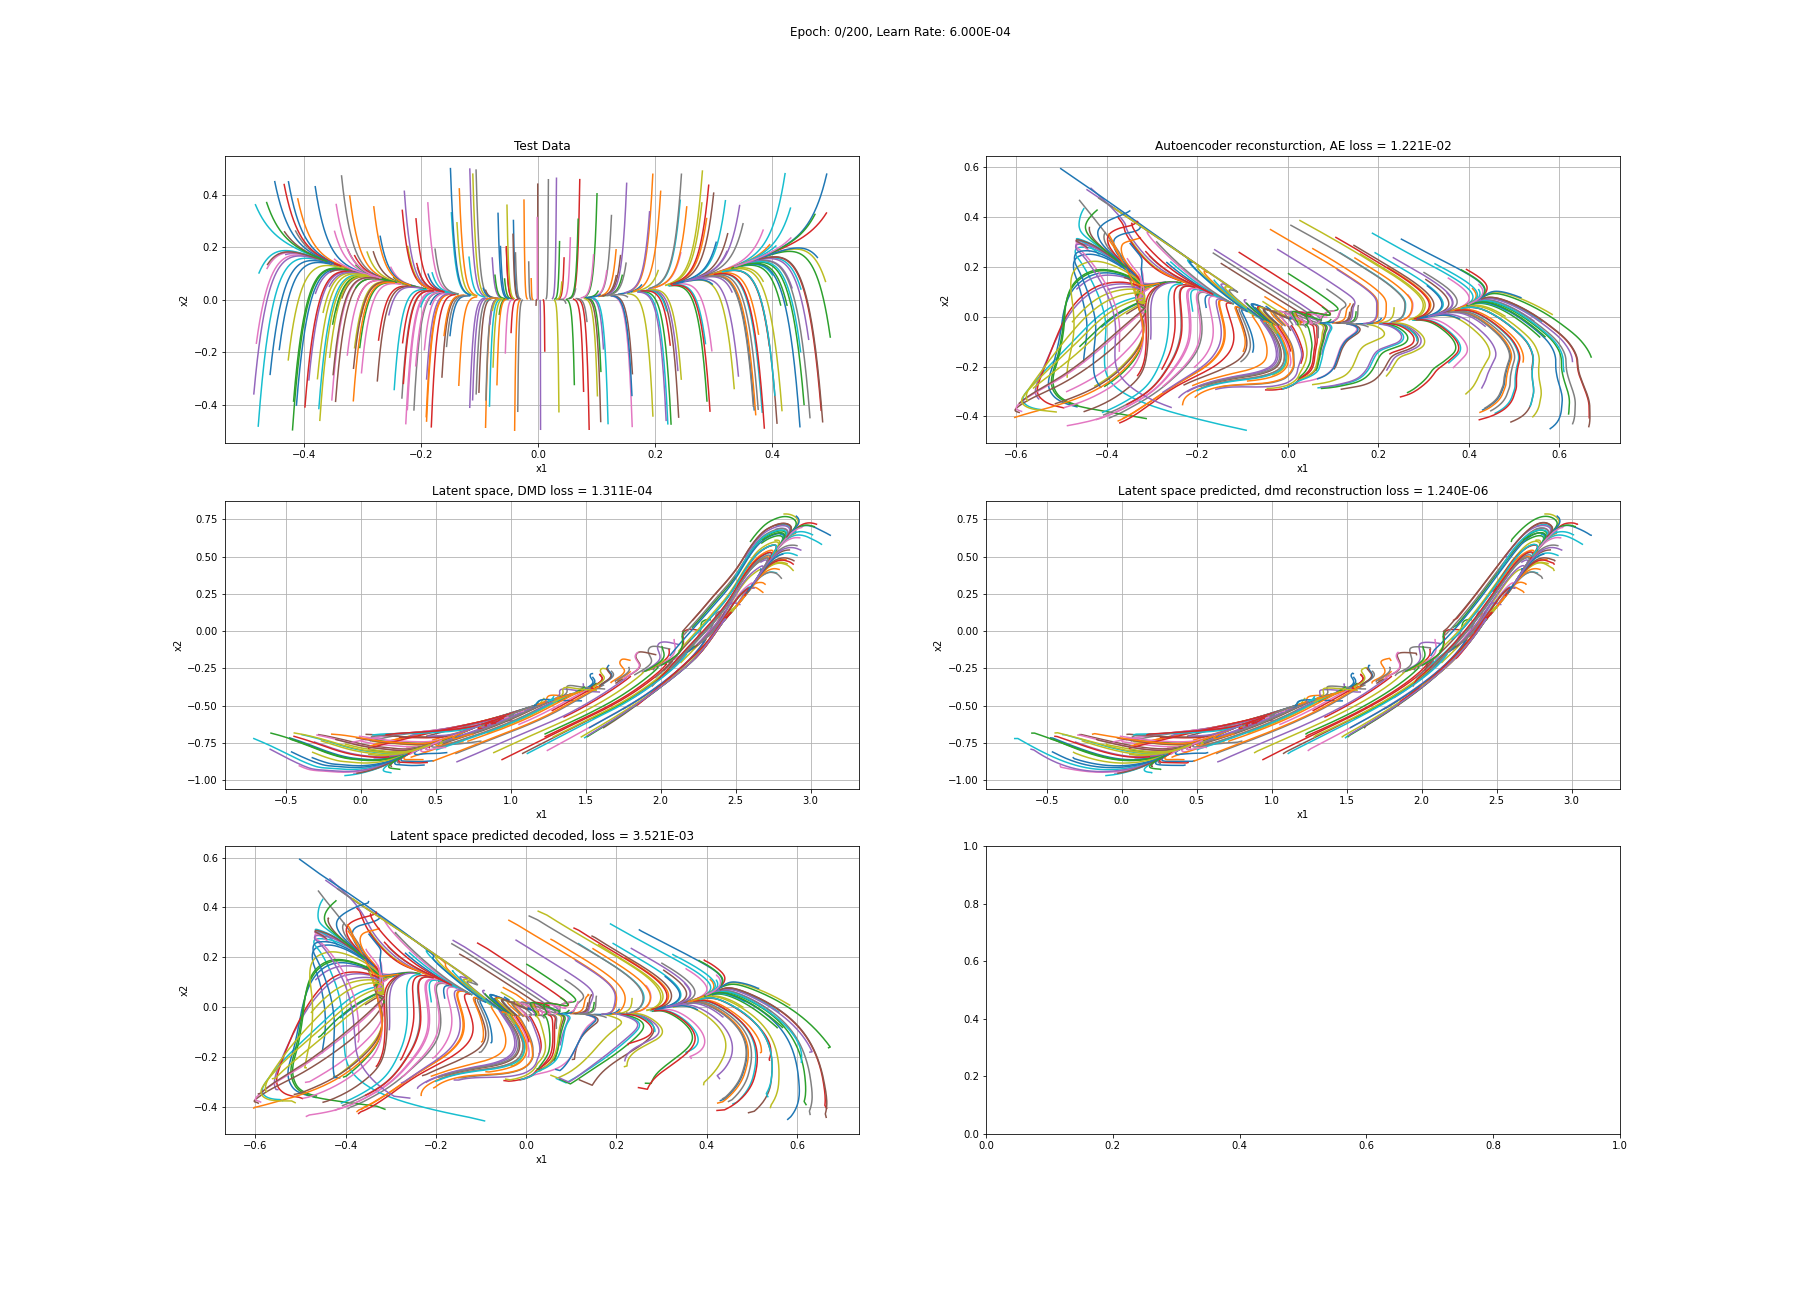 Epoch: 0/200, Learn Rate: 6.000E-04
Test Data
0.4
0.2
0.0
−0.2
−0.4
x2
−0.4 −0.2 0.0 0.2 0.4
x1
Autoencoder reconsturction, AE loss = 1.221E-02
0.6
0.4
0.2
0.0
−0.2
−0.4
x2
−0.6 −0.4 −0.2 0.0 0.2 0.4 0.6
x1
Latent space, DMD loss = 1.311E-04
0.75
0.50
0.25
0.00
−0.25
−0.50
−0.75
−1.00
x2
−0.5 0.0 0.5 1.0 1.5 2.0 2.5 3.0
x1
Latent space predicted, dmd reconstruction loss = 1.240E-06
0.75
0.50
0.25
0.00
−0.25
−0.50
−0.75
−1.00
x2
−0.5 0.0 0.5 1.0 1.5 2.0 2.5 3.0
x1
Latent space predicted decoded, loss = 3.521E-03
0.6
0.4
0.2
0.0
−0.2
−0.4
x2
−0.6 −0.4 −0.2 0.0 0.2 0.4 0.6
x1
1.0
0.8
0.6
0.4
0.2
0.0
0.0 0.2 0.4 0.6 0.8 1.0